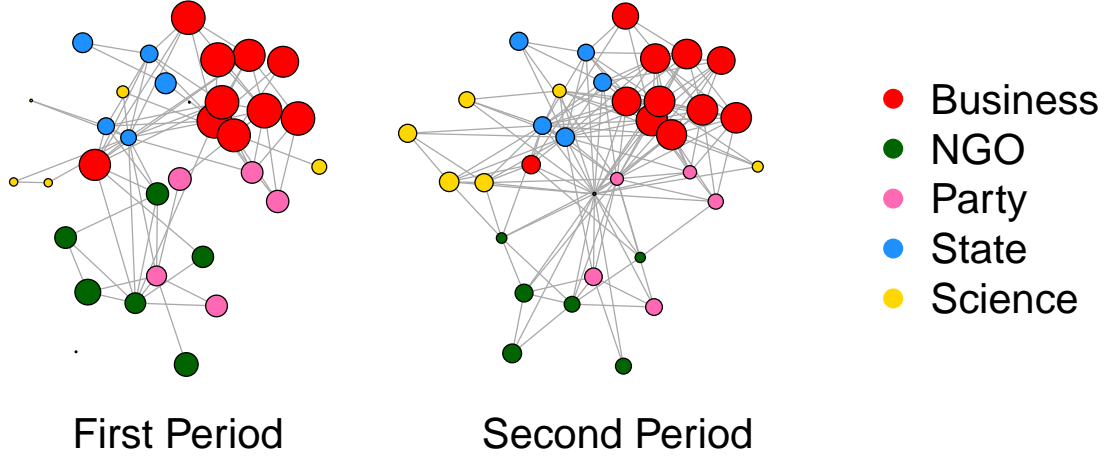 Business
NGO
Party
State
Science
First Period
Second Period